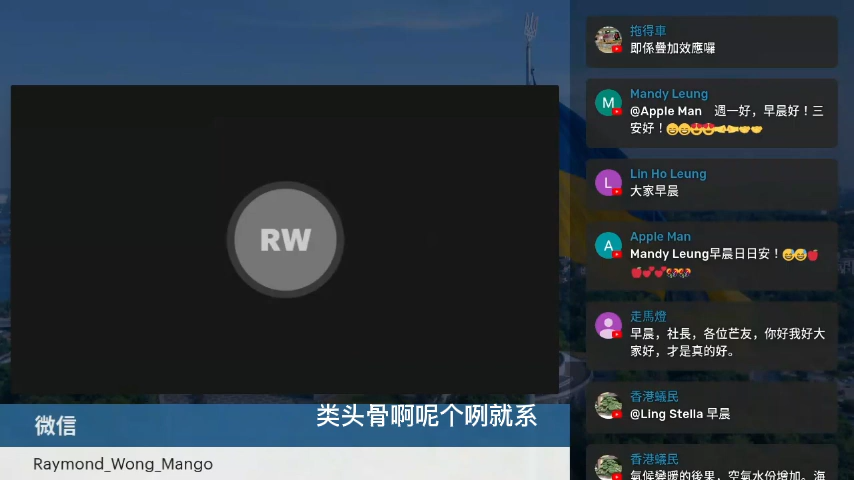 RW
类头骨啊呢个咧就系
微信
Raymond_Wong_Mango
拖得車
即係疊加效應囉
M
Mandy Leung
@Apple Man 週一好，早晨好！三
安好！
L
Lin Ho Leung
大家早晨
A
Apple Man
Mandy Leung早晨日日安！
走馬燈
早晨，社長，各位芒友，你好我好大
家好，才是真的好。
香港蟻民
@Ling Stella 早晨
香港蟻民
氣候變暖的後果，空氣水份增加。海